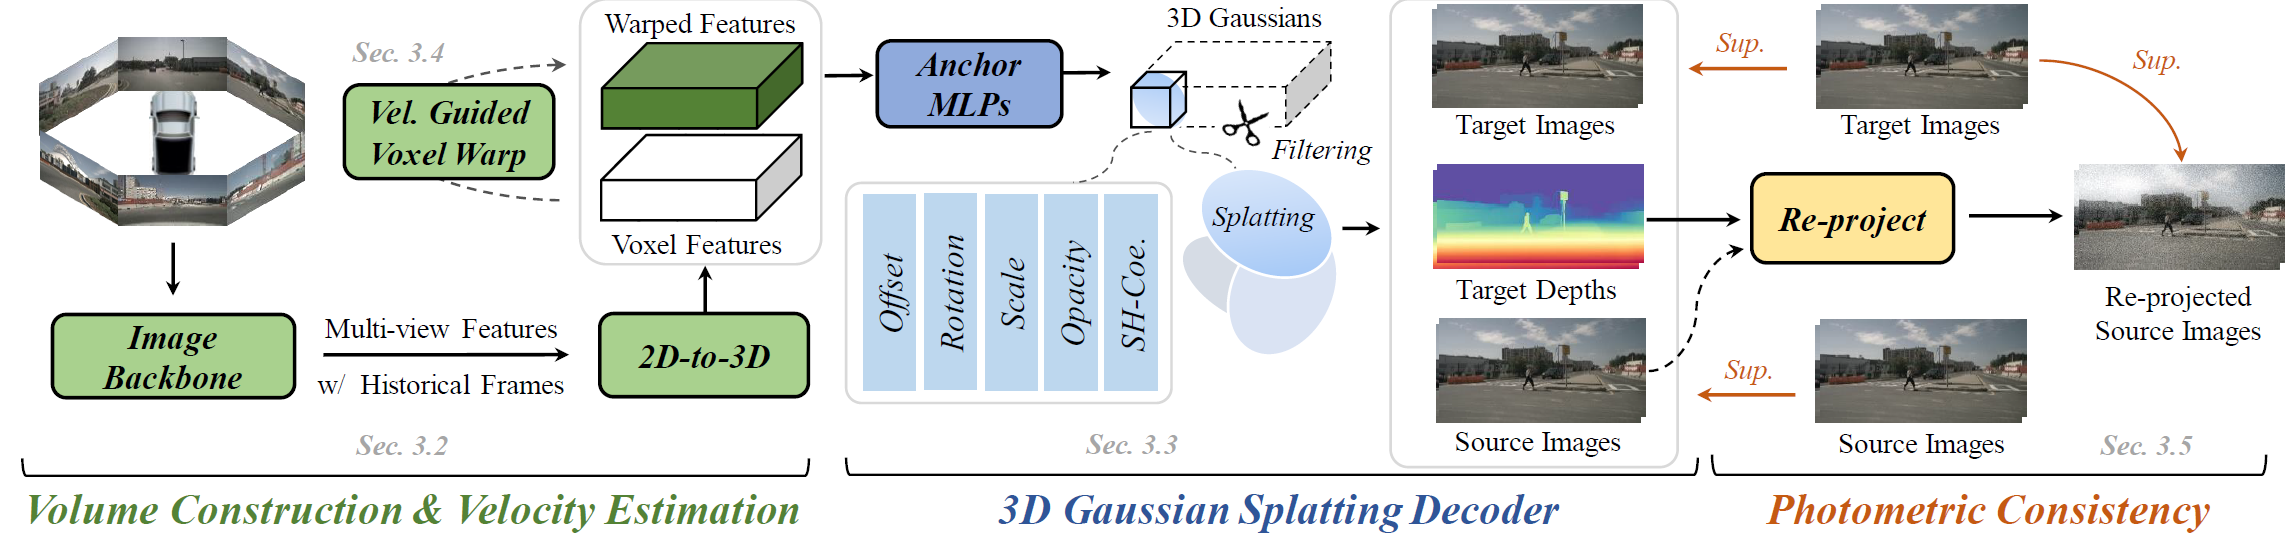 Sec. 3.4
Vel. Guided
Voxel Warp
Warped Features
Voxel Features
Image
Backbone
Multi-view Features
w/ Historical Frames
2D-to-3D
Sec. 3.2
Volume Construction & Velocity Estimation
Anchor
MLPs
3D Gaussians
Filtering
Offset
Rotation
Scale
Opacity
SH-Coe.
Splatting
Target Images
Target Depths
Source Images
Sec. 3.3
3D Gaussian Splatting Decoder
Sup.
Target Images
Sup.
Re-project
Re-projected
Source Images
Sup.
Source Images
Sec. 3.5
Photometric Consistency